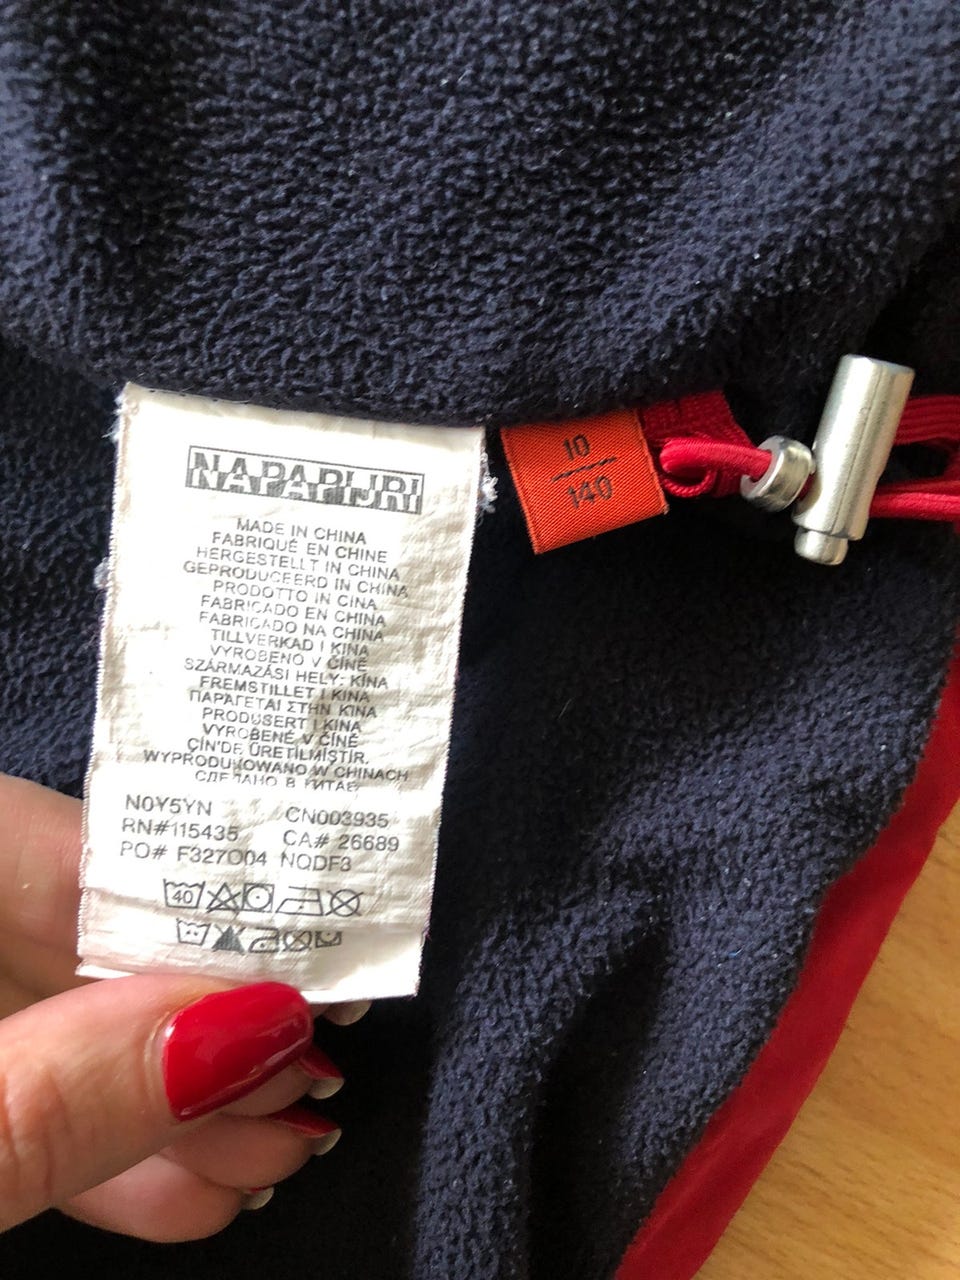 NAPAPIJRI
MADE IN CHINA
FABRIQUÉ EN CHINE
HERGESTELLT IN CHINA
GEPRODUCEERD IN CHINA
PRODOTTO IN CINA
FABRICADO EN CHINA
FABRICADO NA CHINA
TILLVERKAD I KINA
VYROBENO V ČÍNĚ
SZÁRMAZÁSI HELY: KÍNA
FREMSTILLET I KINA
ΠΑΡΑΓΕΤΑΙ ΣΤΗΝ ΚΙΝΑ
PRODUSERT I KINA
VYROBENÉ V ČÍNĚ
ÇİN'DE ÜRETİLMİŞTİR.
WYPRODUKOWANO W CHINACH
СДЕЛАНО В КИТАЕ
N0Y5YN CN003935
RN#115435 CA# 26689
PO# F327O04 NQDF3
40
10
140